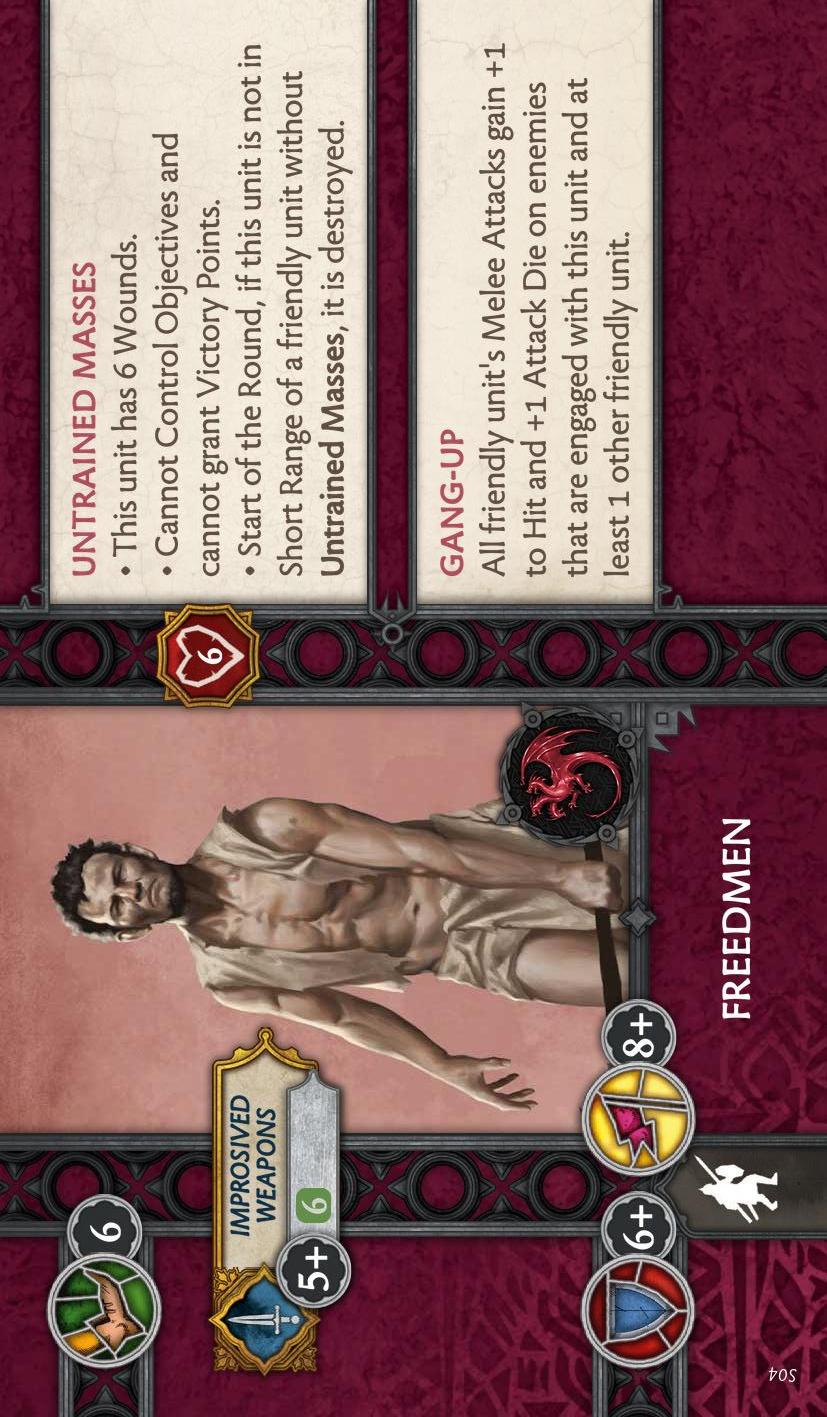 6
IMPROSIVED
WEAPONS
5+
6
6+
8+
FREEDMEN
S04
6
UNTRAINED MASSES
• This unit has 6 Wounds.
• Cannot Control Objectives and
cannot grant Victory Points.
• Start of the Round, if this unit is not in
Short Range of a friendly unit without
Untrained Masses, it is destroyed.
GANG-UP
All friendly unit's Melee Attacks gain +1
to Hit and +1 Attack Die on enemies
that are engaged with this unit and at
least 1 other friendly unit.